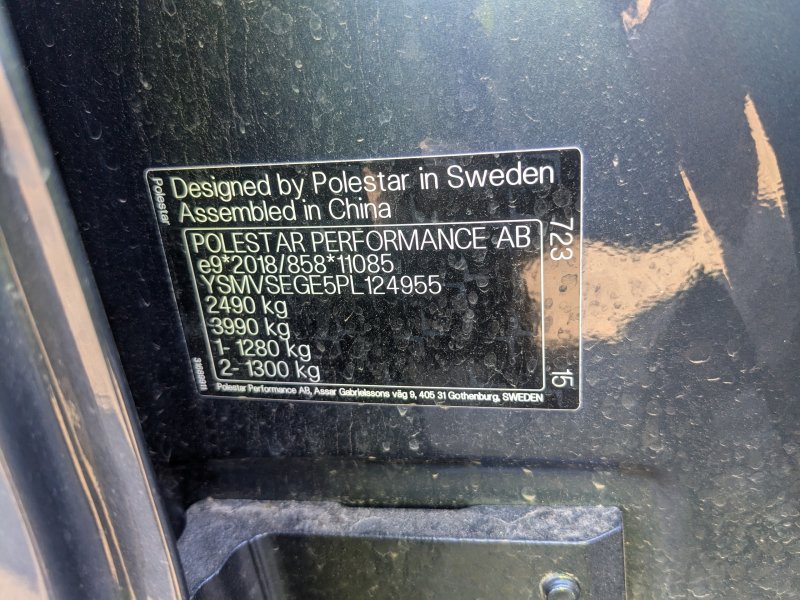 Polestar
Designed by Polestar in Sweden
Assembled in China
POLESTAR PERFORMANCE AB
e9*2018/858*11085
YSMVSEGE5PL124955
2490 kg
3990 kg
1- 1280 kg
2- 1300 kg
Polestar Performance AB, Assar Gabrielssons väg 9, 405 31 Gothenburg, SWEDEN
723
15